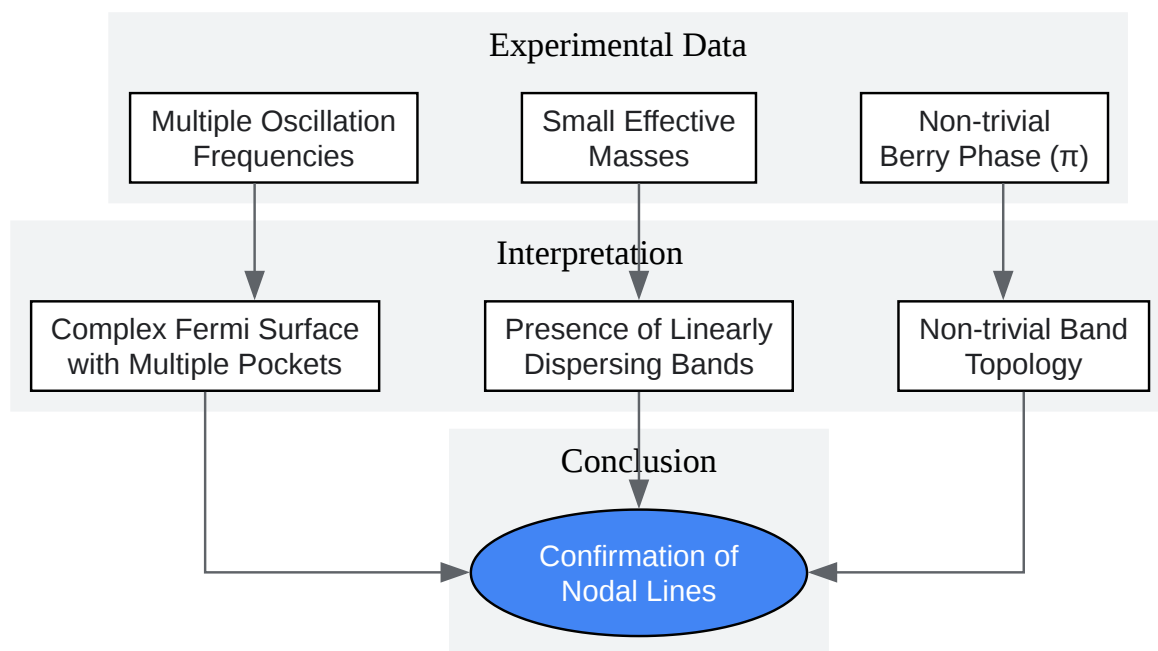 Experimental Data
Multiple Oscillation
Frequencies
Small Effective
Masses
Non-trivial
Berry Phase (π)
Interpretation
Complex Fermi Surface
with Multiple Pockets
Presence of Linearly
Dispersing Bands
Non-trivial Band
Topology
Conclusion
Confirmation of
Nodal Lines